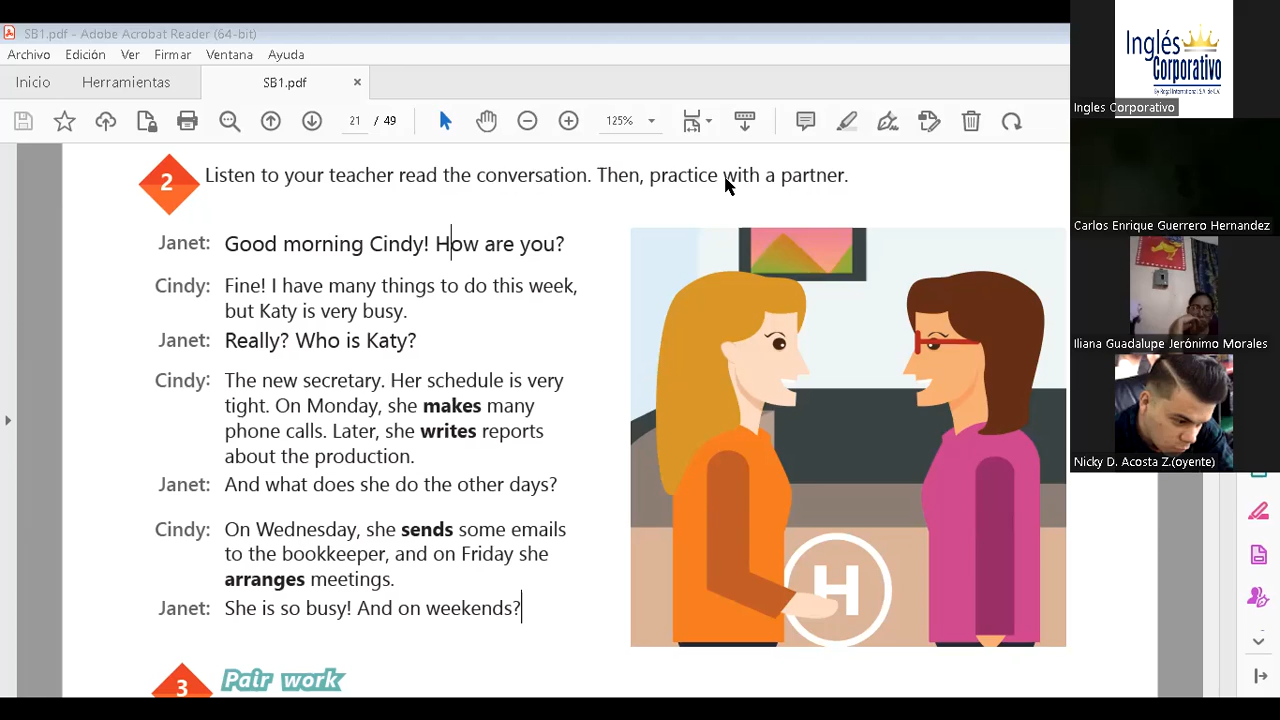 SB1.pdf - Adobe Acrobat Reader (64-bit)
Archivo Edición Ver Firmar Ventana Ayuda
Inicio Herramientas SB1.pdf ×
21 / 49 125%
2 Listen to your teacher read the conversation. Then, practice with a partner.
Janet: Good morning Cindy! How are you?
Cindy: Fine! I have many things to do this week,
but Katy is very busy.
Janet: Really? Who is Katy?
Cindy: The new secretary. Her schedule is very
tight. On Monday, she makes many
phone calls. Later, she writes reports
about the production.
Janet: And what does she do the other days?
Cindy: On Wednesday, she sends some emails
to the bookkeeper, and on Friday she
arranges meetings.
Janet: She is so busy! And on weekends?
H
3 Pair work
Inglés
Corporativo
By Regal International S.A. de C.V.
Ingles Corporativo
Carlos Enrique Guerrero Hernandez
Iliana Guadalupe Jerónimo Morales
Nicky D. Acosta Z.(oyente)